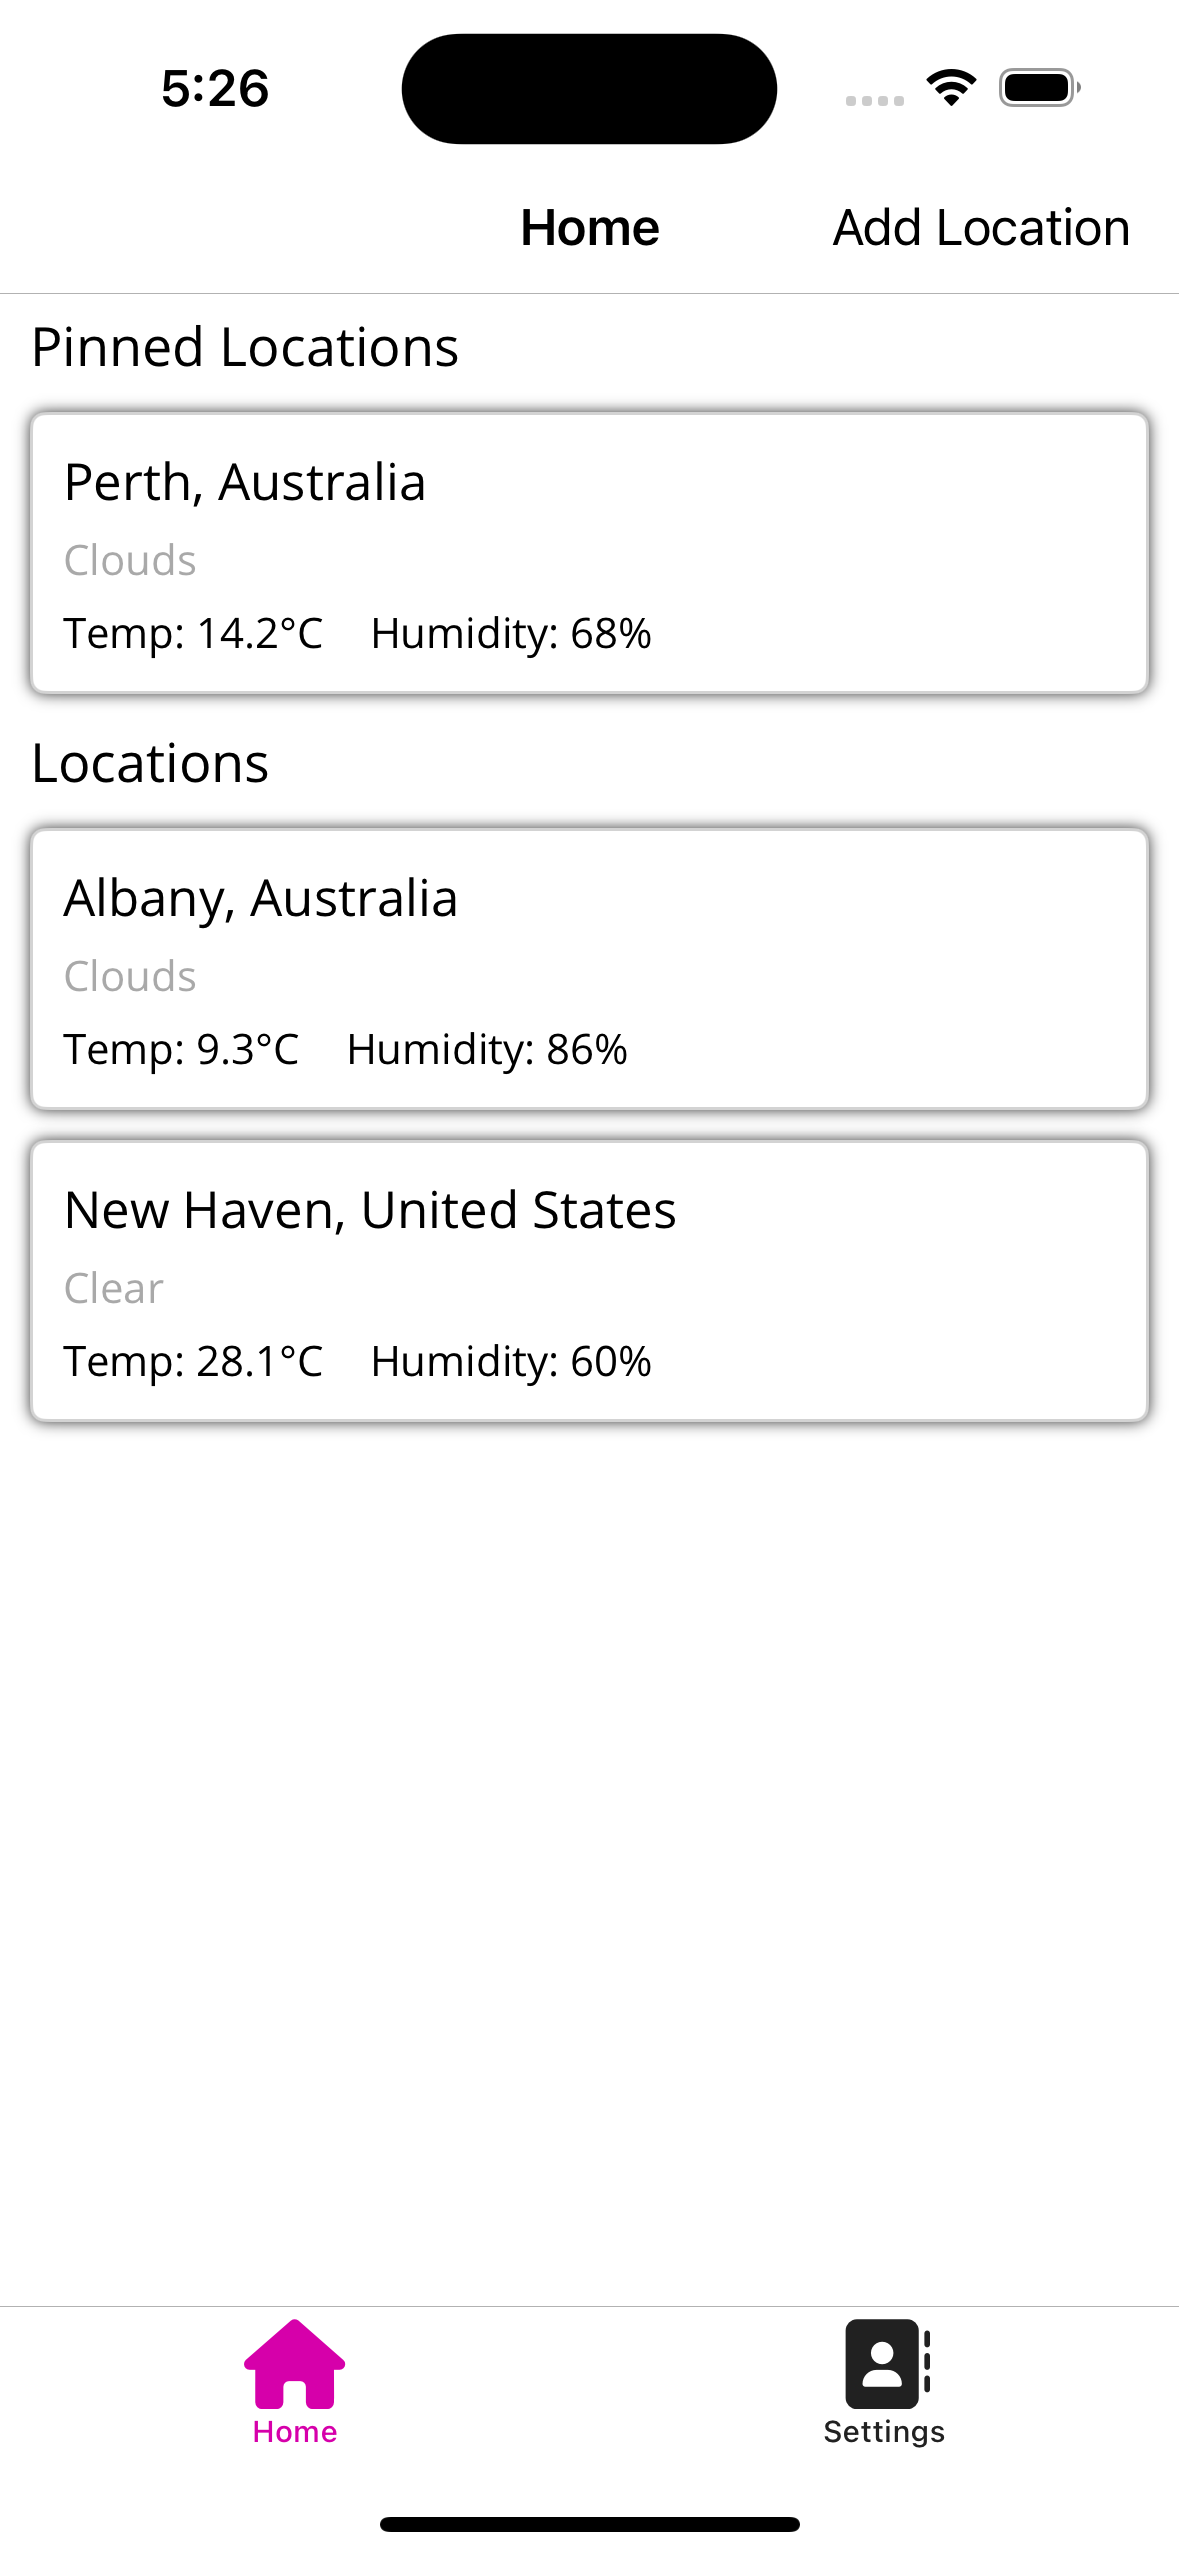 5:26
Home
Add Location
Pinned Locations
Perth, Australia
Clouds
Temp: 14.2°C Humidity: 68%
Locations
Albany, Australia
Clouds
Temp: 9.3°C Humidity: 86%
New Haven, United States
Clear
Temp: 28.1°C Humidity: 60%
Home
Settings